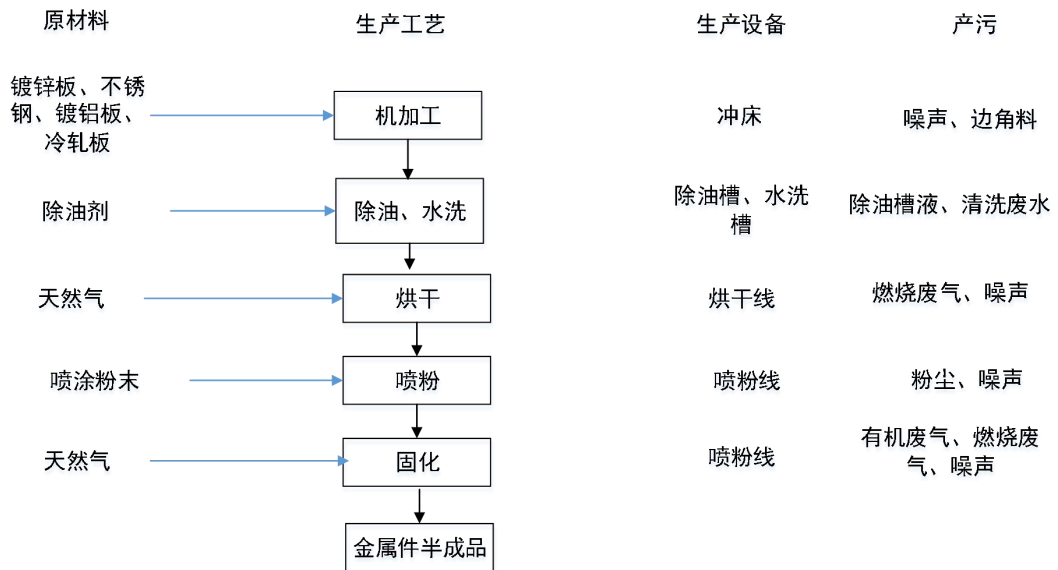 原材料
生产工艺
生产设备
产污
镀锌板、不锈
钢、镀铝板、
冷轧板
机加工
冲床
噪声、边角料
除油剂
除油、水洗
除油槽、水洗
槽
除油槽液、清洗废水
天然气
烘干
烘干线
燃烧废气、噪声
喷涂粉末
喷粉
喷粉线
粉尘、噪声
天然气
固化
喷粉线
有机废气、燃烧废
气、噪声
金属件半成品